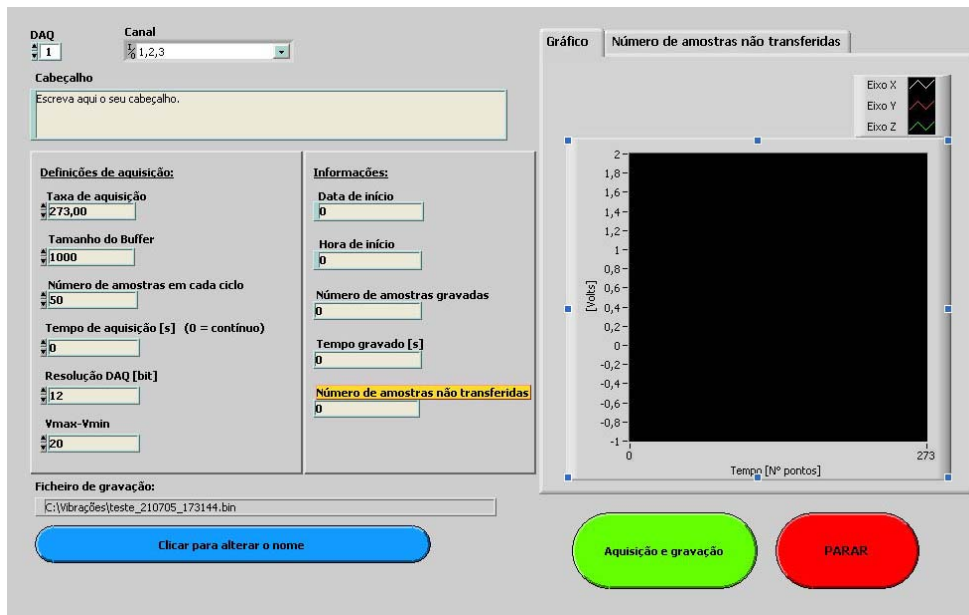 DAQ
1
Canal
I/O 1,2,3
Cabeçalho
Escreva aqui o seu cabeçalho.
Definições de aquisição:
Taxa de aquisição
273,00
Tamanho do Buffer
1000
Número de amostras em cada ciclo
50
Tempo de aquisição [s] (0 = contínuo)
0
Resolução DAQ [bit]
12
Vmax-Vmin
20
Informações:
Data de início
0
Hora de início
0
Número de amostras gravadas
0
Tempo gravado [s]
0
Número de amostras não transferidas
0
Ficheiro de gravação:
C:\Vibrações\teste_210705_173144.bin
Clicar para alterar o nome
Gráfico
Número de amostras não transferidas
Eixo X
Eixo Y
Eixo Z
[Volts]
2
1,8
1,6
1,4
1,2
1
0,8
0,6
0,4
0,2
0
-0,2
-0,4
-0,6
-0,8
-1
0
273
Tempo [Nº pontos]
Aquisição e gravação
PARAR